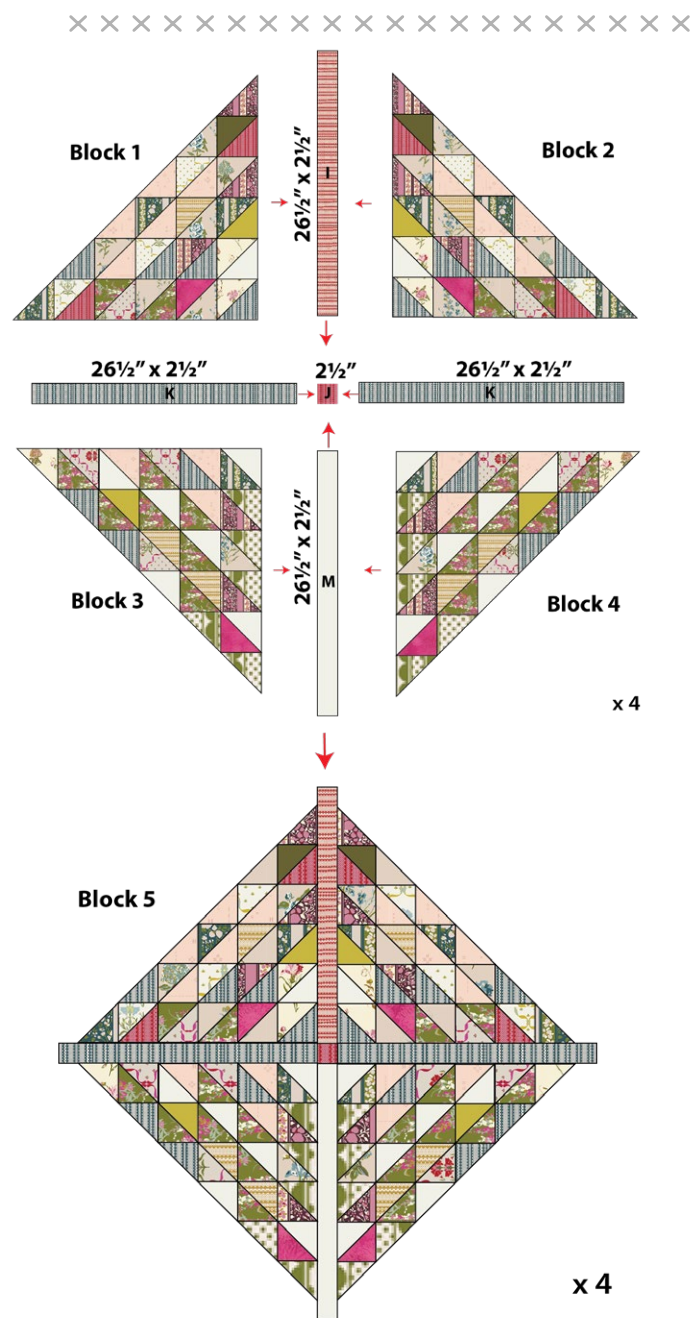 Block 1
Block 2
26½” x 2½”
I
26½” x 2½”
2½”
26½” x 2½”
K
J
K
26½” x 2½”
M
Block 3
Block 4
x 4
Block 5
x 4